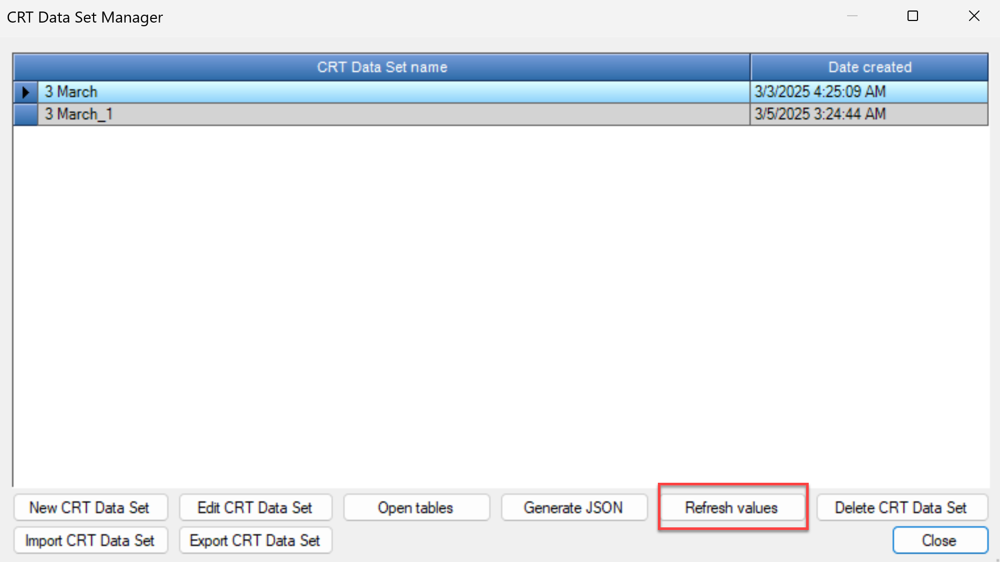 CRT Data Set Manager
CRT Data Set name Date created
3 March 3/3/2025 4:25:09 AM
3 March_1 3/5/2025 3:24:44 AM
New CRT Data Set Edit CRT Data Set Open tables Generate JSON Refresh values Delete CRT Data Set
Import CRT Data Set Export CRT Data Set Close